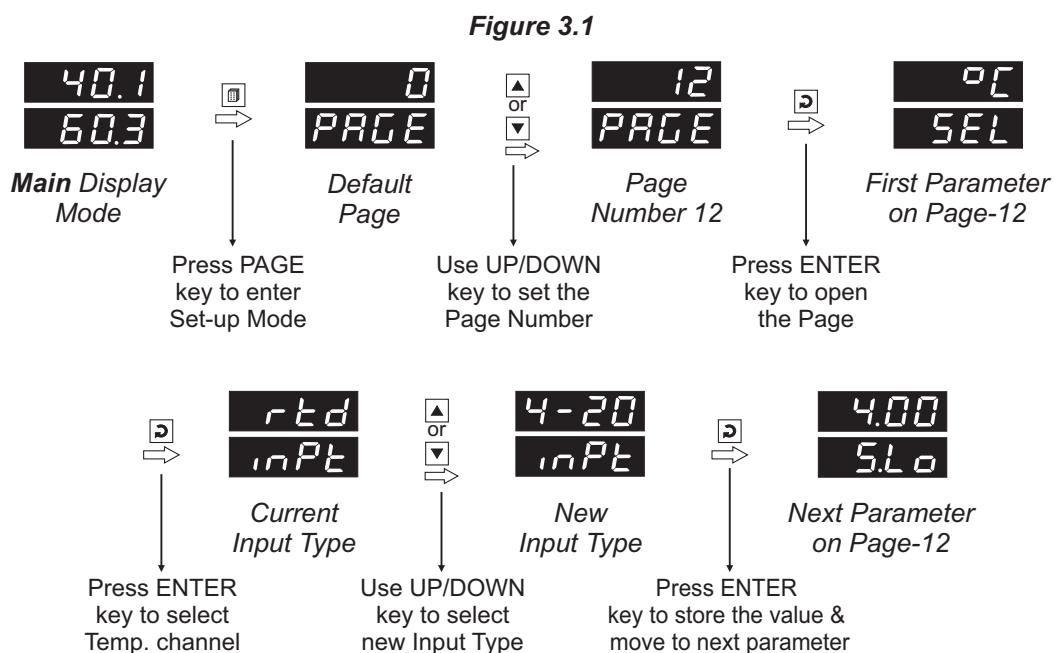 Figure 3.1
40.1
60.3
Main Display
Mode
0
PAGE
Default
Page
or
12
PAGE
Page
Number 12
°C
SEL
First Parameter
on Page-12
Press PAGE
key to enter
Set-up Mode
Use UP/DOWN
key to set the
Page Number
Press ENTER
key to open
the Page
rtd
inPt
Current
Input Type
or
4-20
inPt
New
Input Type
4.00
S.Lo
Next Parameter
on Page-12
Press ENTER
key to select
Temp. channel
Use UP/DOWN
key to select
new Input Type
Press ENTER
key to store the value &
move to next parameter